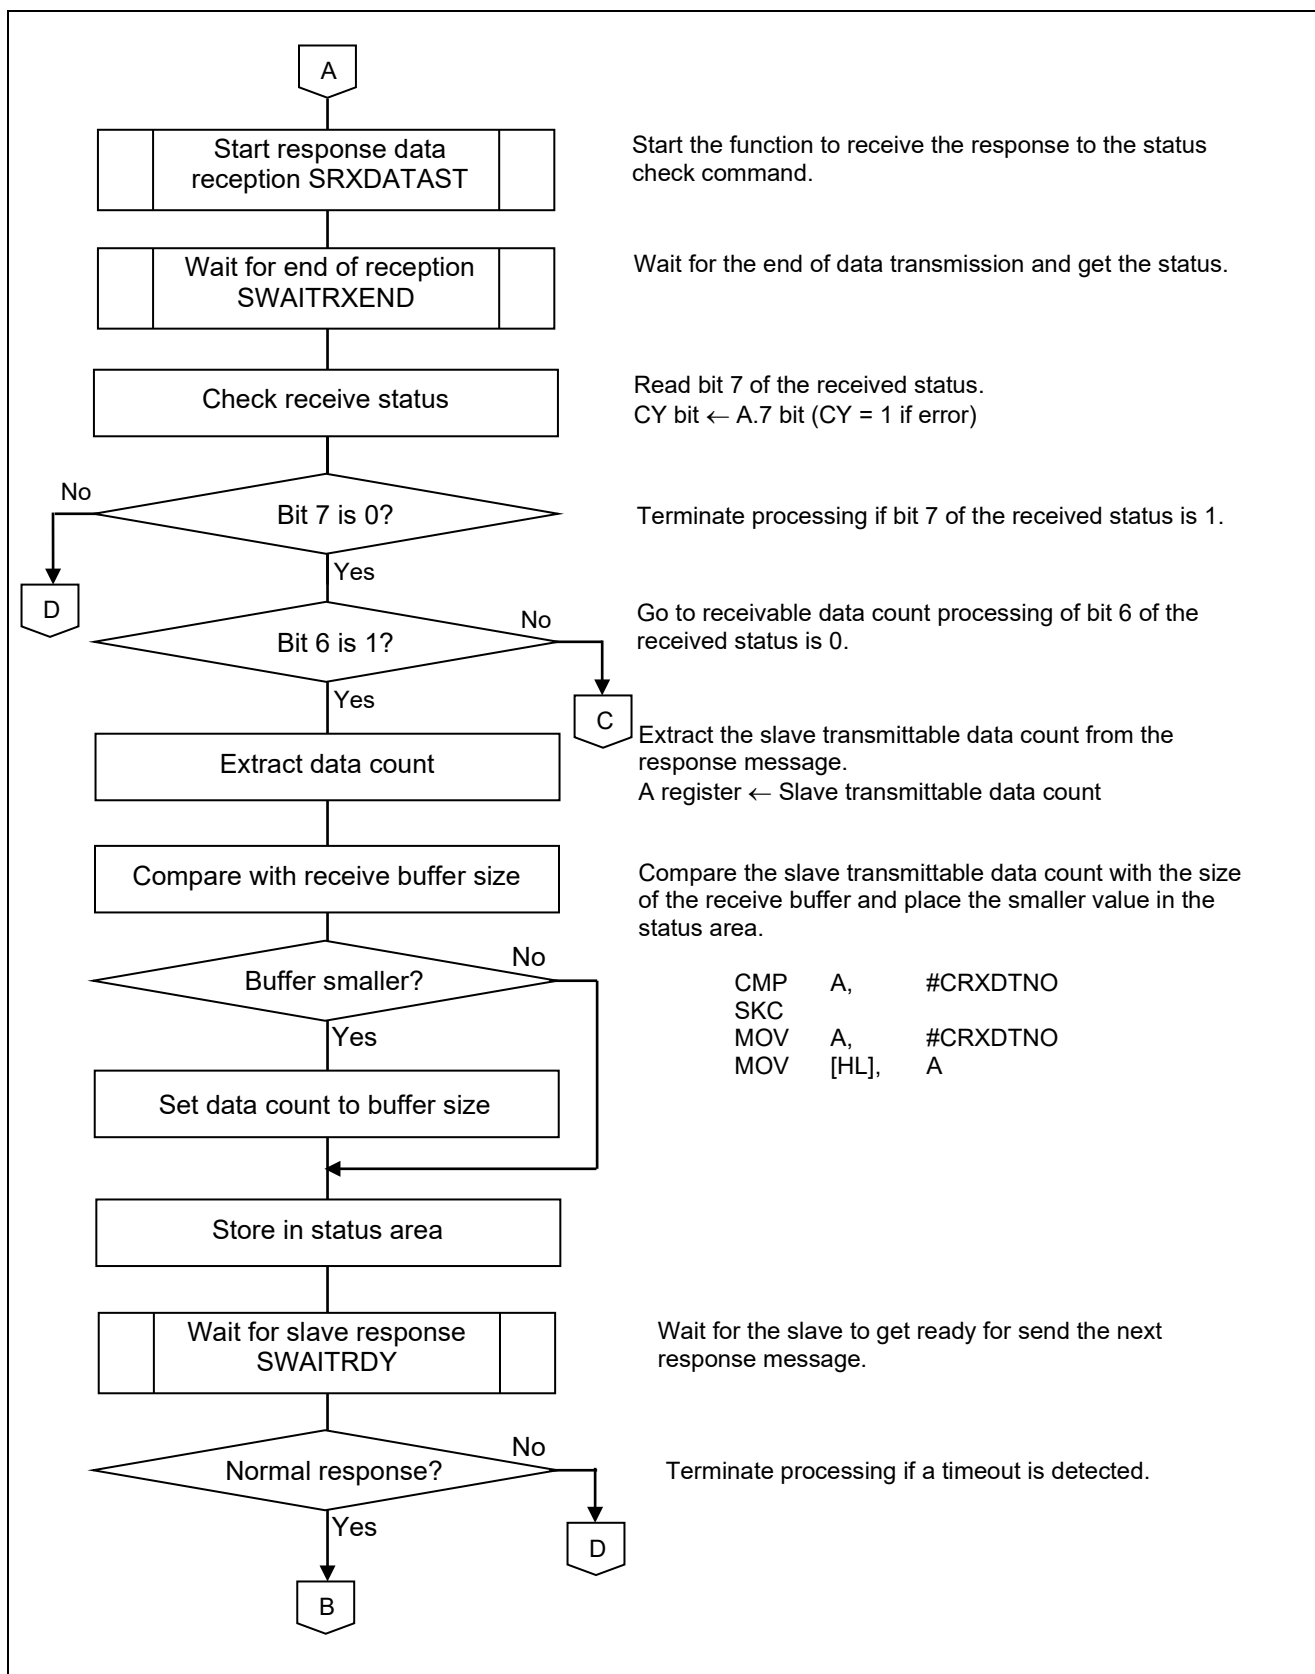 A
Start response data
reception SRXDATAST
Start the function to receive the response to the status
check command.
Wait for end of reception
SWAITRXEND
Wait for the end of data transmission and get the status.
Check receive status
Read bit 7 of the received status.
CY bit ← A.7 bit (CY = 1 if error)
No
Bit 7 is 0?
Terminate processing if bit 7 of the received status is 1.
Yes
D
Bit 6 is 1?
No
Go to receivable data count processing of bit 6 of the
received status is 0.
Yes
C
Extract data count
Extract the slave transmittable data count from the
response message.
A register ← Slave transmittable data count
Compare with receive buffer size
Compare the slave transmittable data count with the size
of the receive buffer and place the smaller value in the
status area.
Buffer smaller?
No
CMP A, #CRXDTNO
SKC
MOV A, #CRXDTNO
MOV [HL], A
Yes
Set data count to buffer size
Store in status area
Wait for slave response
SWAITRDY
Wait for the slave to get ready for send the next
response message.
Normal response?
No
Terminate processing if a timeout is detected.
Yes
D
B